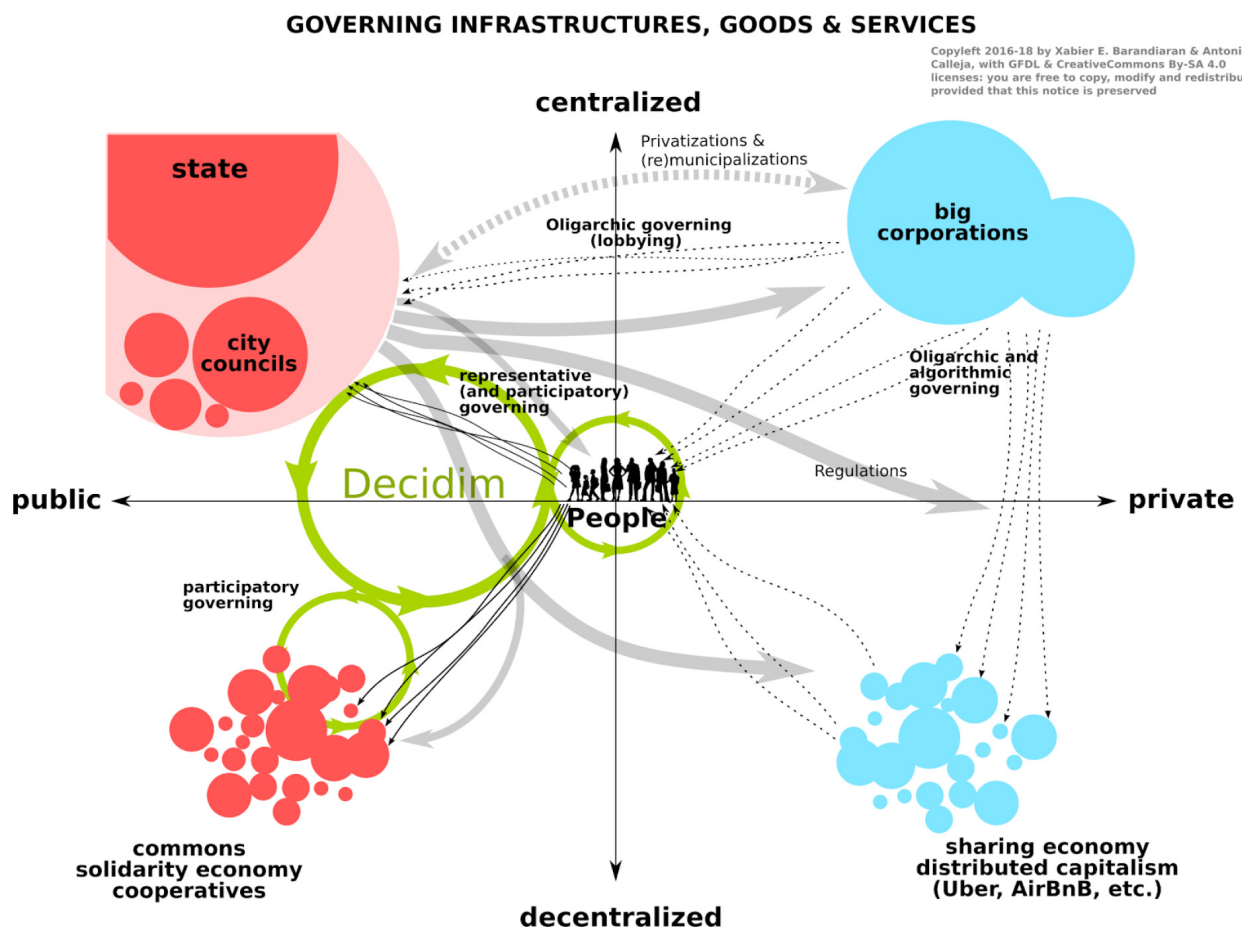 GOVERNING INFRASTRUCTURES, GOODS & SERVICES
Copyleft 2016-18 by Xabier E. Barandiaran & Antoni
Calleja, with GFDL & CreativeCommons By-SA 4.0
licenses: you are free to copy, modify and redistribu
provided that this notice is preserved
centralized
Privatizations &
(re)municipalizations
state
big
corporations
Oligarchic governing
(lobbying)
city
councils
Oligarchic and
algorithmic
governing
representative
(and participatory)
governing
Decidim
Regulations
public
People
private
participatory
governing
commons
solidarity economy
cooperatives
sharing economy
distributed capitalism
(Uber, AirBnB, etc.)
decentralized